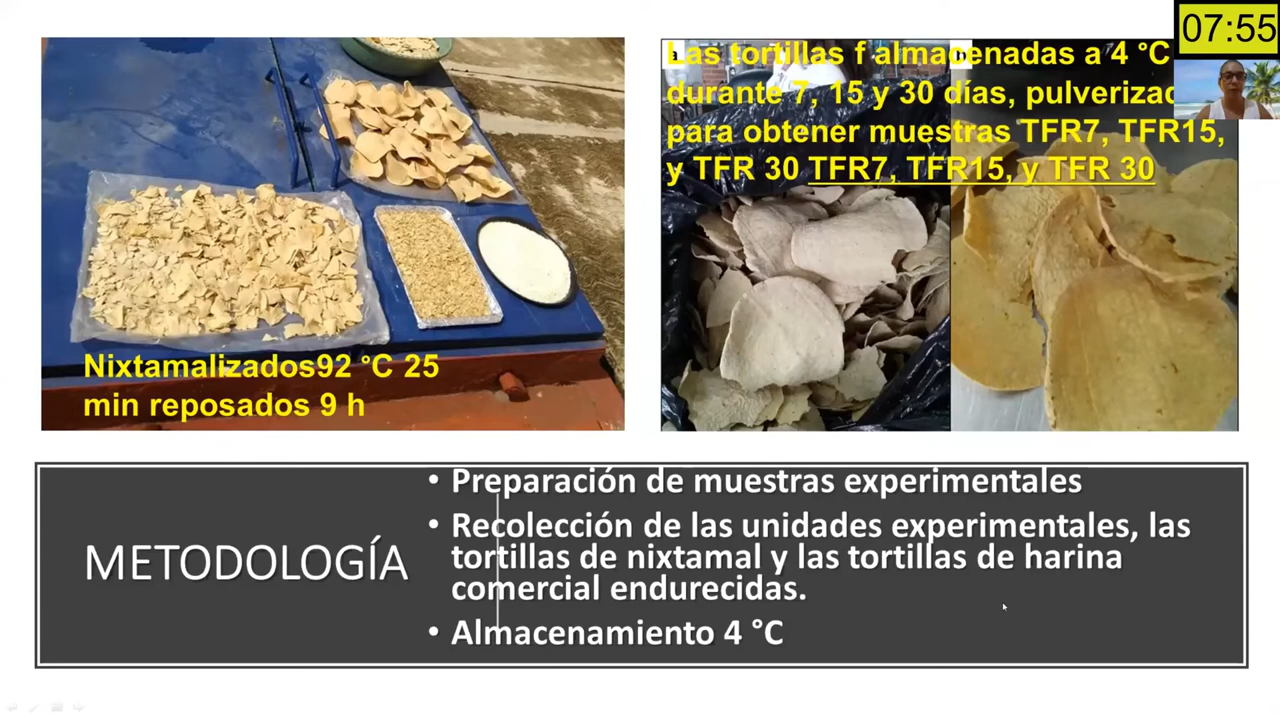 07:55
Las tortillas f almacenadas a 4 °C
durante 7, 15 y 30 días, pulverizad
para obtener muestras TFR7, TFR15,
y TFR 30 TFR7, TFR15, y TFR 30
Nixtamalizados92 °C 25
min reposados 9 h
METODOLOGÍA
• Preparación de muestras experimentales
• Recolección de las unidades experimentales, las
tortillas de nixtamal y las tortillas de harina
comercial endurecidas.
• Almacenamiento 4 °C